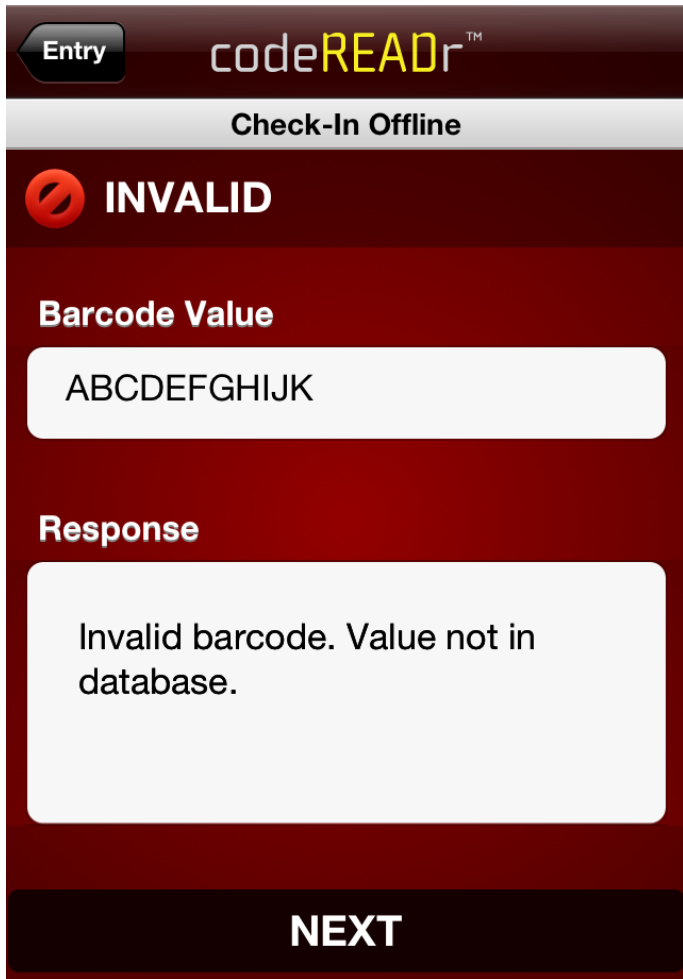 Entry
codeREADr™
Check-In Offline
INVALID
Barcode Value
ABCDEFGHIJK
Response
Invalid barcode. Value not in
database.
NEXT